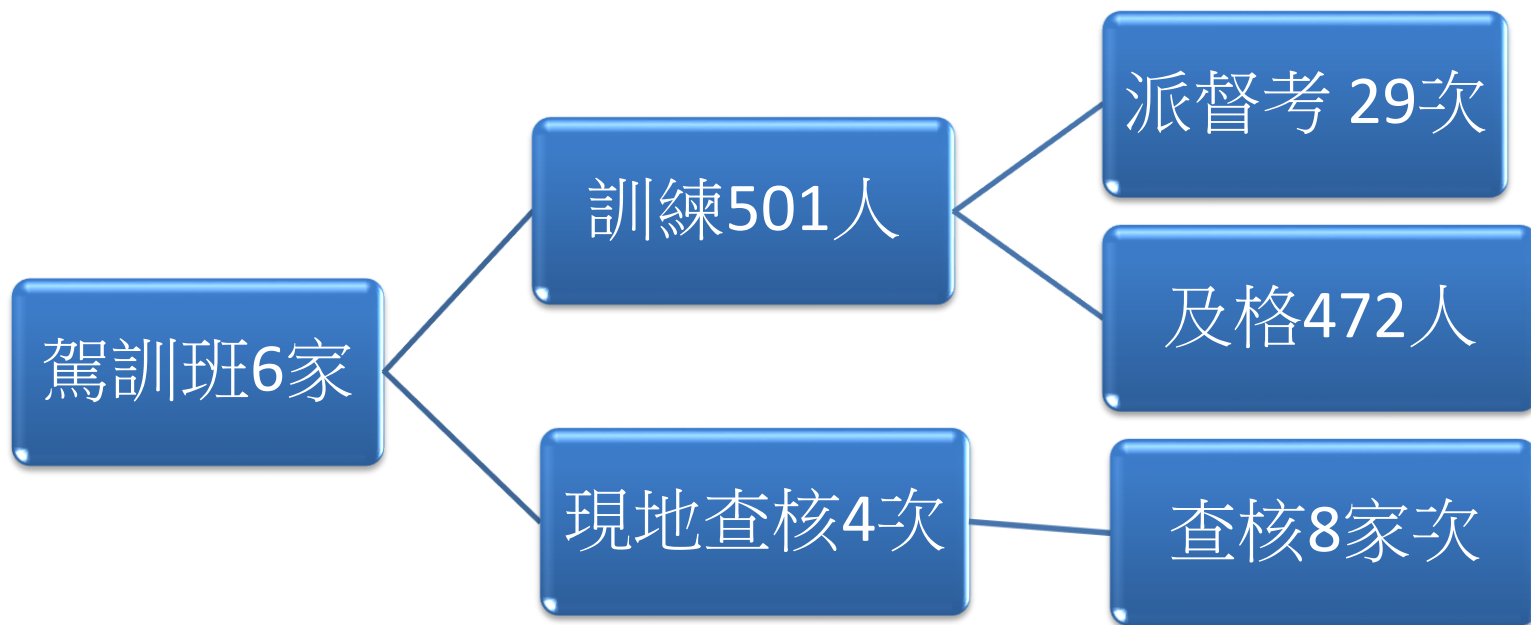 駕訓班6家
訓練501人
派督考 29次
及格472人
現地查核4次
查核8家次